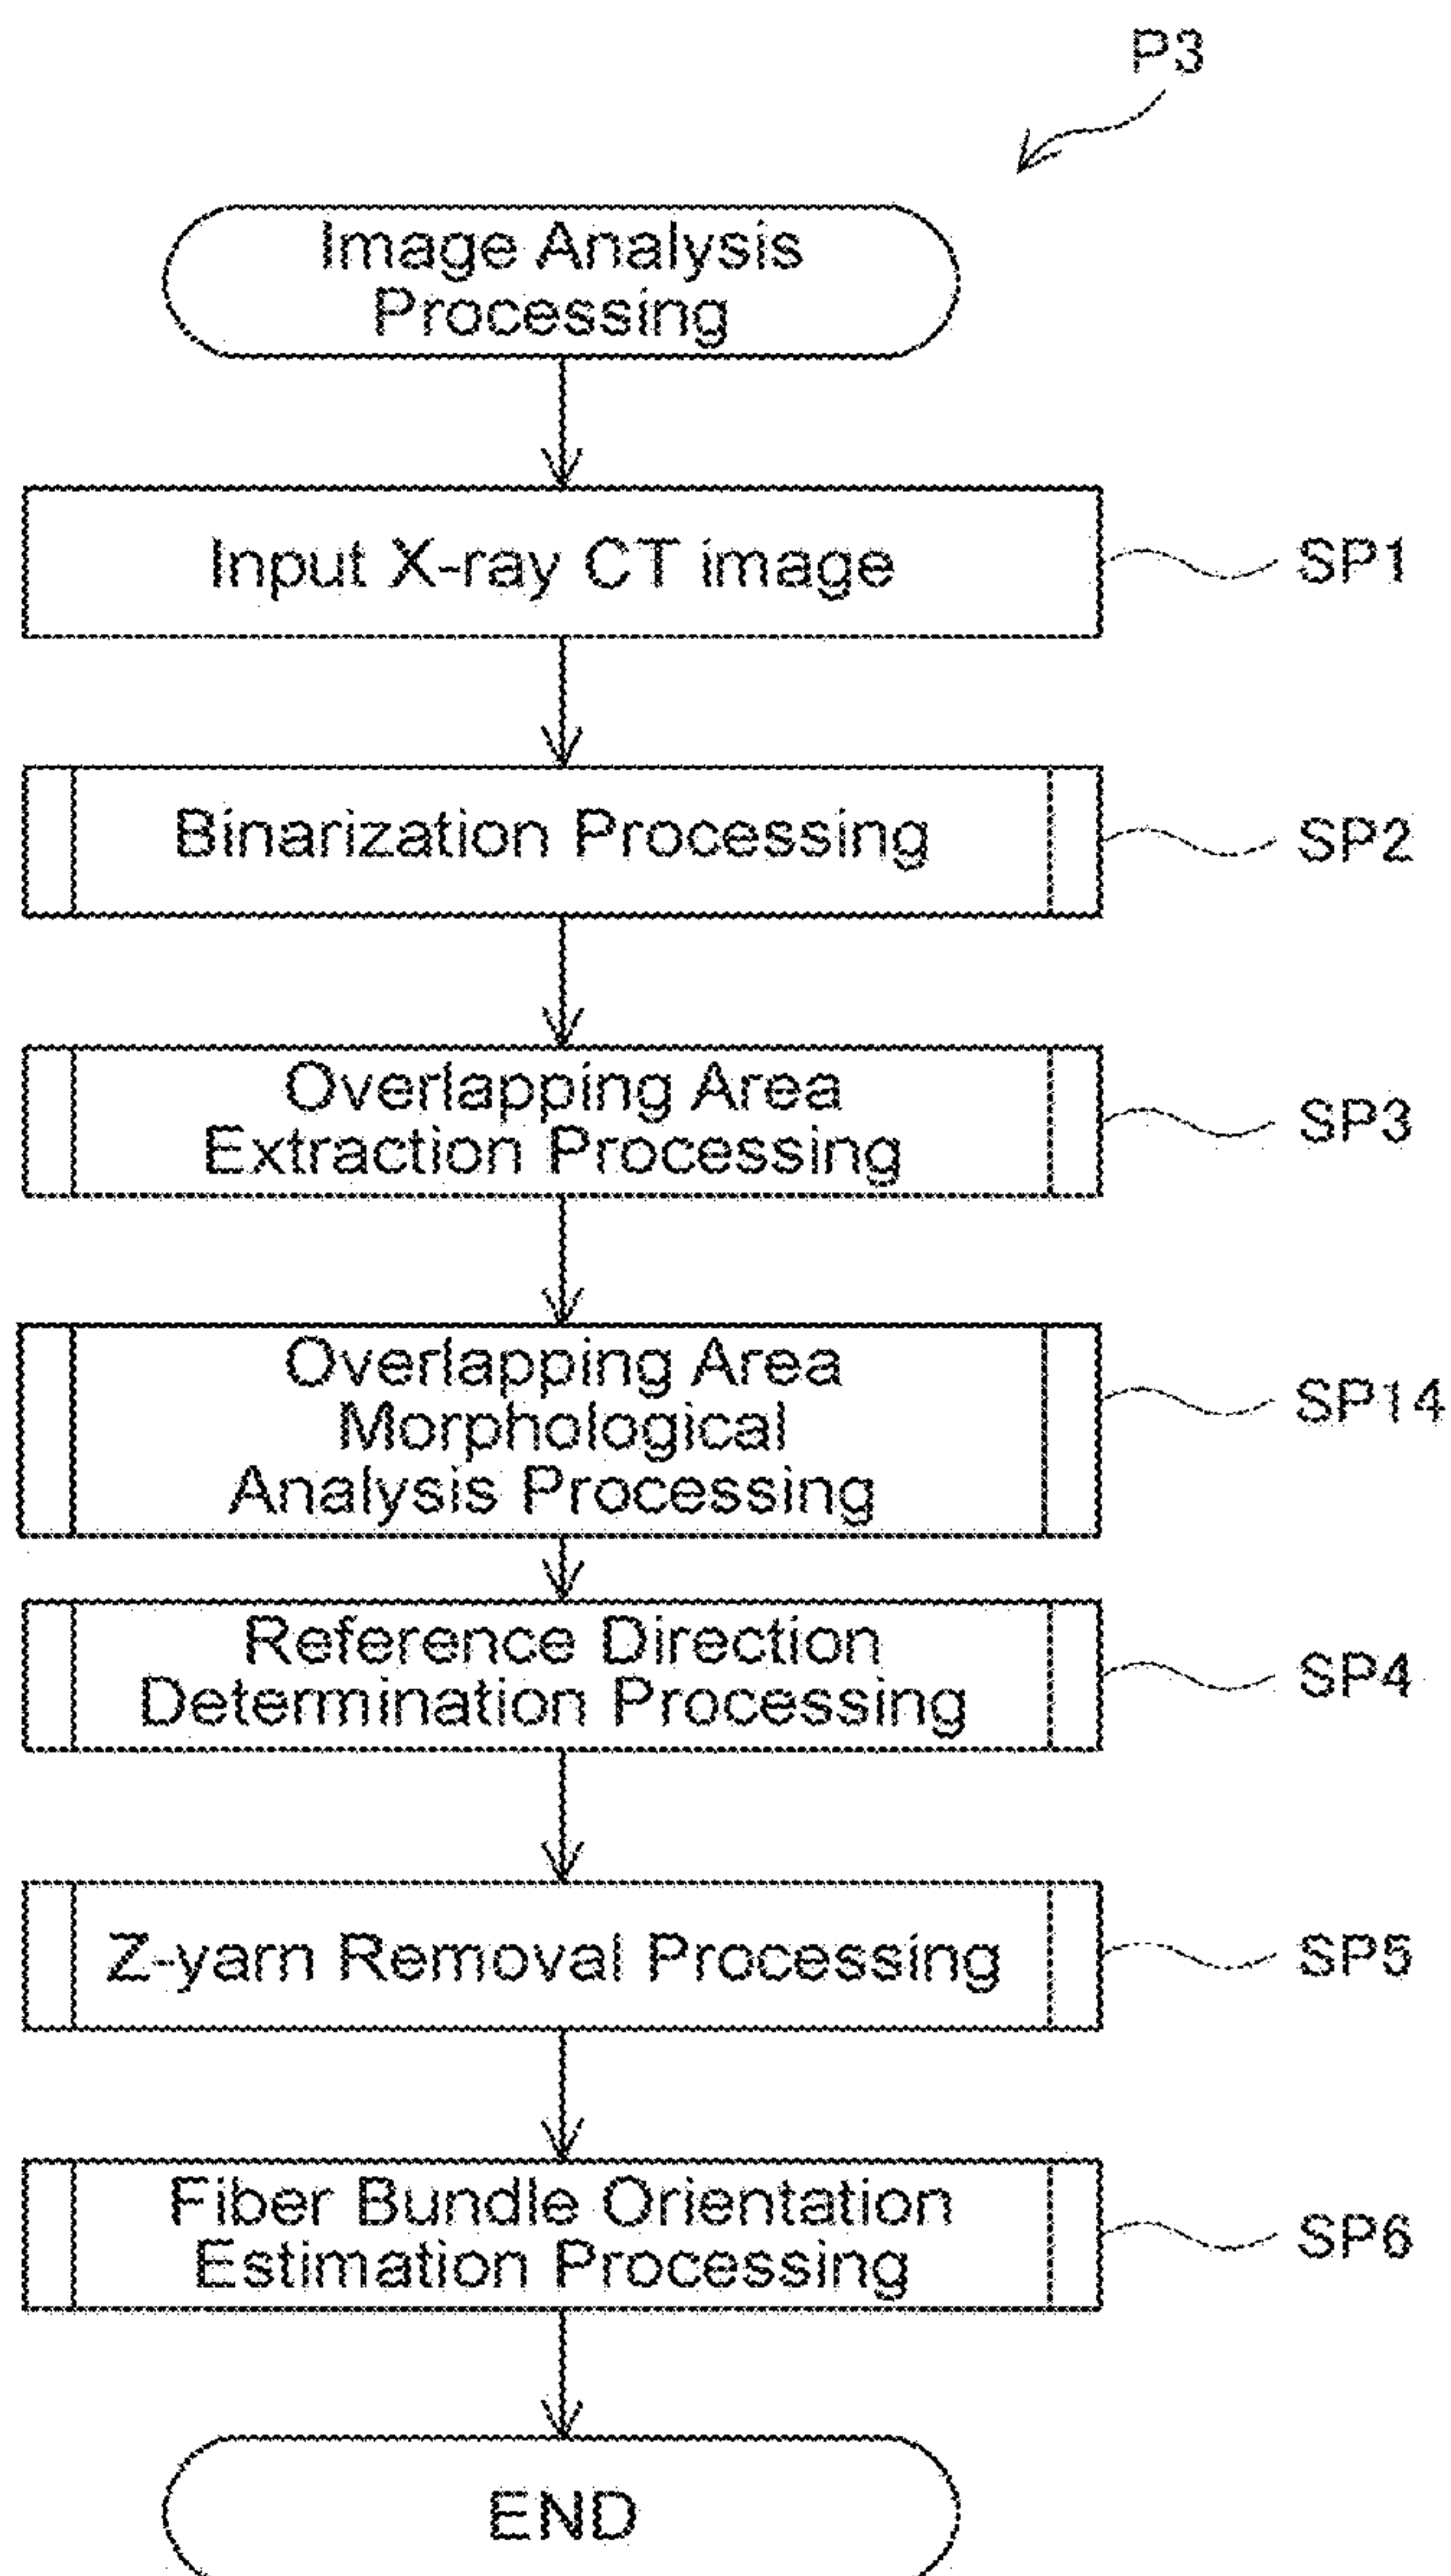 P3
Image Analysis
Processing
Input X-ray CT image
SP1
Binarization Processing
SP2
Overlapping Area
Extraction Processing
SP3
Overlapping Area
Morphological
Analysis Processing
SP14
Reference Direction
Determination Processing
SP4
Z-yarn Removal Processing
SP5
Fiber Bundle Orientation
Estimation Processing
SP6
END